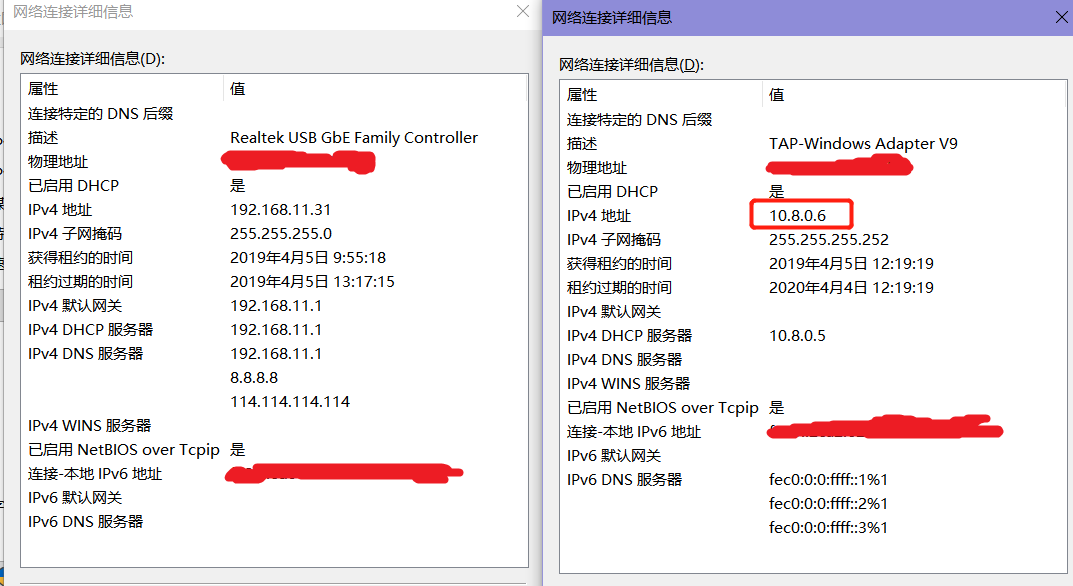 网络连接详细信息
网络连接详细信息(D):
属性 值
连接特定的 DNS 后缀
描述 Realtek USB GbE Family Controller
物理地址
已启用 DHCP 是
IPv4 地址 192.168.11.31
IPv4 子网掩码 255.255.255.0
获得租约的时间 2019年4月5日 9:55:18
租约过期的时间 2019年4月5日 13:17:15
IPv4 默认网关 192.168.11.1
IPv4 DHCP 服务器 192.168.11.1
IPv4 DNS 服务器 192.168.11.1
8.8.8.8
114.114.114.114
IPv4 WINS 服务器
已启用 NetBIOS over Tcpip 是
连接-本地 IPv6 地址
IPv6 默认网关
IPv6 DNS 服务器
网络连接详细信息
网络连接详细信息(D):
属性 值
连接特定的 DNS 后缀
描述 TAP-Windows Adapter V9
物理地址
已启用 DHCP 是
IPv4 地址 10.8.0.6
IPv4 子网掩码 255.255.255.252
获得租约的时间 2019年4月5日 12:19:19
租约过期的时间 2020年4月4日 12:19:19
IPv4 默认网关
IPv4 DHCP 服务器 10.8.0.5
IPv4 DNS 服务器
IPv4 WINS 服务器
已启用 NetBIOS over Tcpip 是
连接-本地 IPv6 地址
IPv6 默认网关
IPv6 DNS 服务器 fec0:0:0:ffff::1%1
fec0:0:0:ffff::2%1
fec0:0:0:ffff::3%1